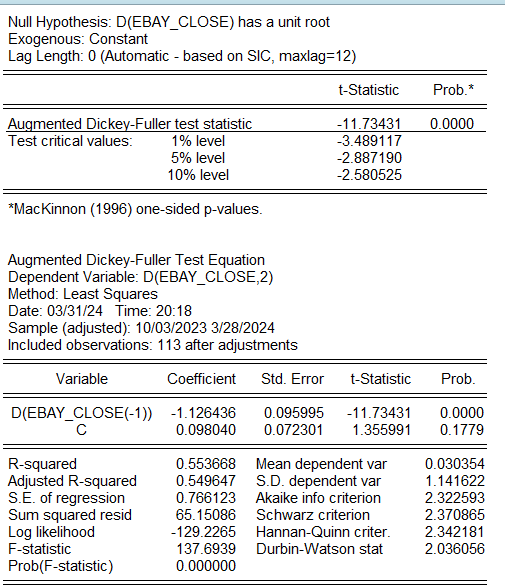 Null Hypothesis: D(EBAY_CLOSE) has a unit root
Exogenous: Constant
Lag Length: 0 (Automatic - based on SIC, maxlag=12)
t-Statistic Prob.*
Augmented Dickey-Fuller test statistic -11.73431 0.0000
Test critical values: 1% level -3.489117
5% level -2.887190
10% level -2.580525
*MacKinnon (1996) one-sided p-values.
Augmented Dickey-Fuller Test Equation
Dependent Variable: D(EBAY_CLOSE,2)
Method: Least Squares
Date: 03/31/24 Time: 20:18
Sample (adjusted): 10/03/2023 3/28/2024
Included observations: 113 after adjustments
Variable Coefficient Std. Error t-Statistic Prob.
D(EBAY_CLOSE(-1)) -1.126436 0.095995 -11.73431 0.0000
C 0.098040 0.072301 1.355991 0.1779
R-squared 0.553668 Mean dependent var 0.030354
Adjusted R-squared 0.549647 S.D. dependent var 1.141622
S.E. of regression 0.766123 Akaike info criterion 2.322593
Sum squared resid 65.15086 Schwarz criterion 2.370865
Log likelihood -129.2265 Hannan-Quinn criter. 2.342181
F-statistic 137.6939 Durbin-Watson stat 2.036056
Prob(F-statistic) 0.000000